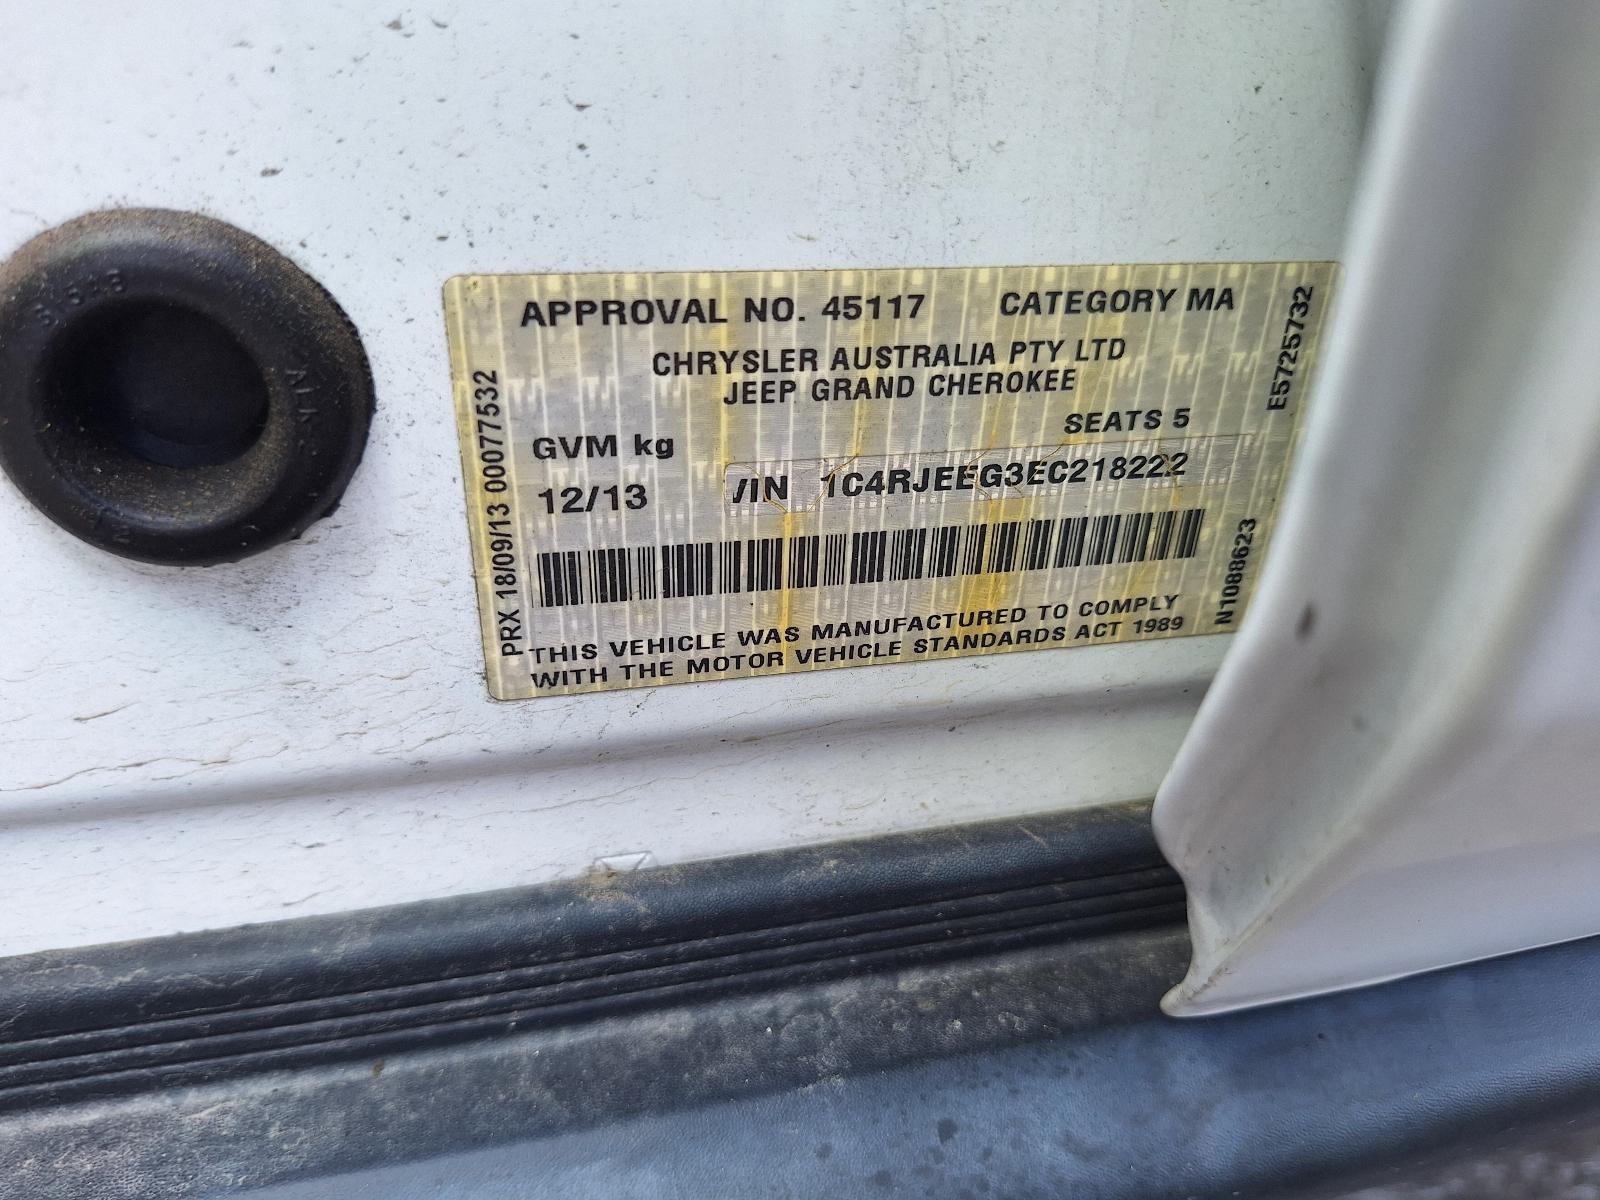 APPROVAL NO. 45117 CATEGORY MA
CHRYSLER AUSTRALIA PTY LTD
JEEP GRAND CHEROKEE
SEATS 5
GVM kg
12/13
VIN 1C4RJEEG3EC218222
THIS VEHICLE WAS MANUFACTURED TO COMPLY
WITH THE MOTOR VEHICLE STANDARDS ACT 1989
PRX 18/09/13 00077532
E5725732
N1088623